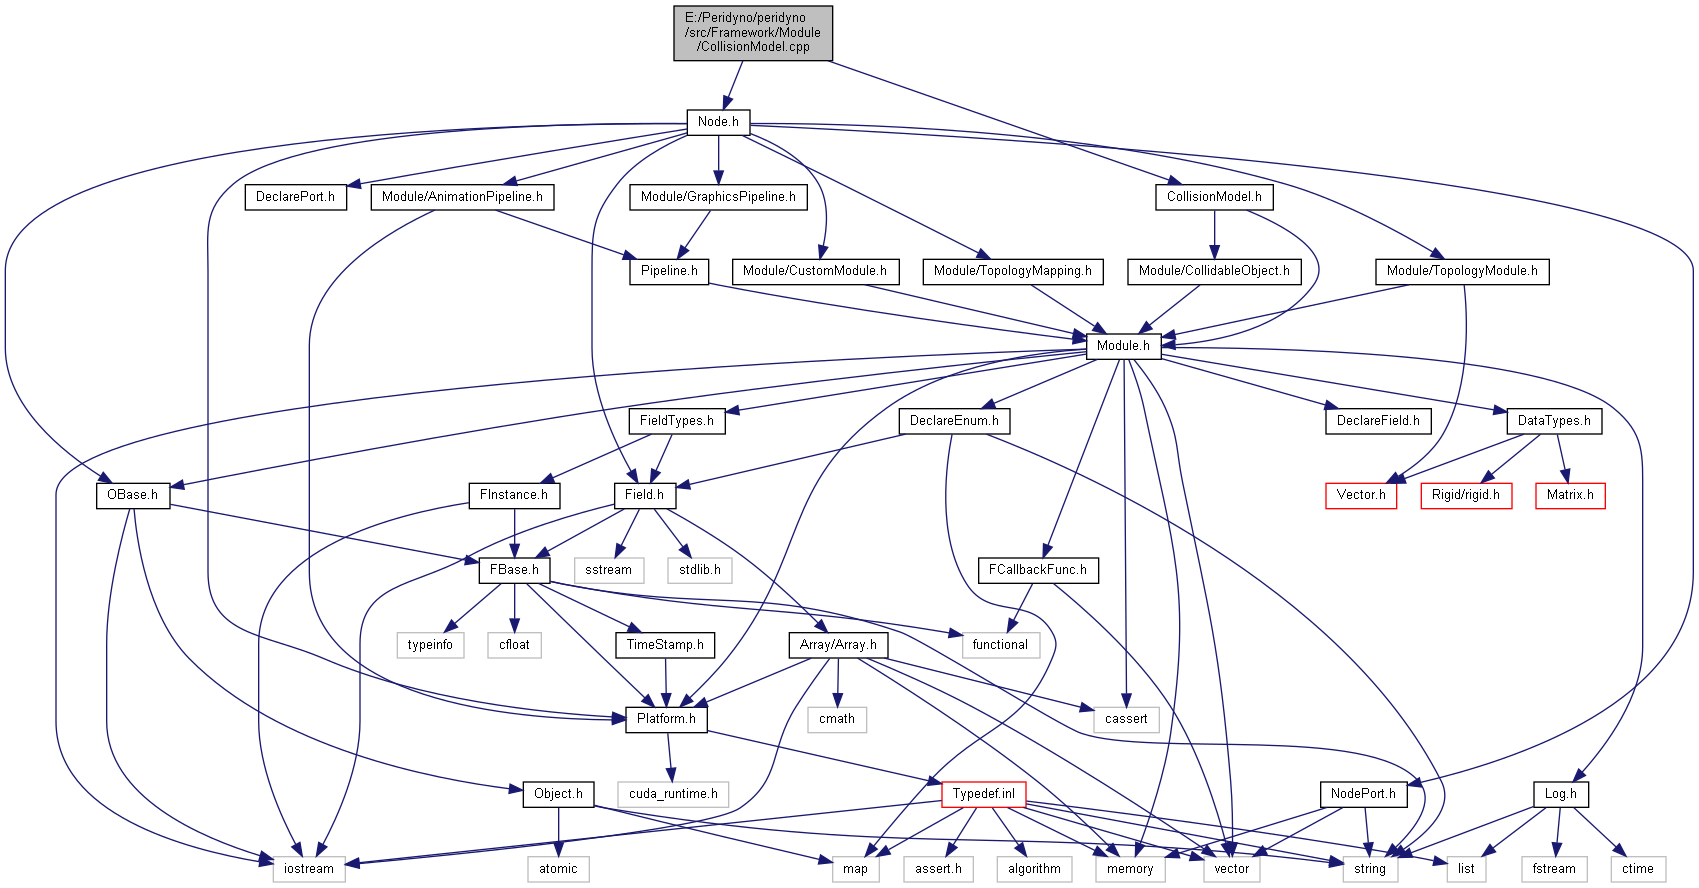 E:/Peridyno/peridyno
/src/Framework/Module
/CollisionModel.cpp
Node.h
DeclarePort.h
Module/AnimationPipeline.h
Module/GraphicsPipeline.h
CollisionModel.h
Pipeline.h
Module/CustomModule.h
Module/TopologyMapping.h
Module/CollidableObject.h
Module/TopologyModule.h
Module.h
FieldTypes.h
DeclareEnum.h
DeclareField.h
DataTypes.h
OBase.h
FInstance.h
Field.h
Vector.h
Rigid/rigid.h
Matrix.h
FBase.h
sstream
stdlib.h
FCallbackFunc.h
typeinfo
cfloat
TimeStamp.h
Array/Array.h
functional
Platform.h
cmath
cassert
Object.h
cuda_runtime.h
Typedef.inl
NodePort.h
Log.h
iostream
atomic
map
assert.h
algorithm
memory
vector
string
list
fstream
ctime